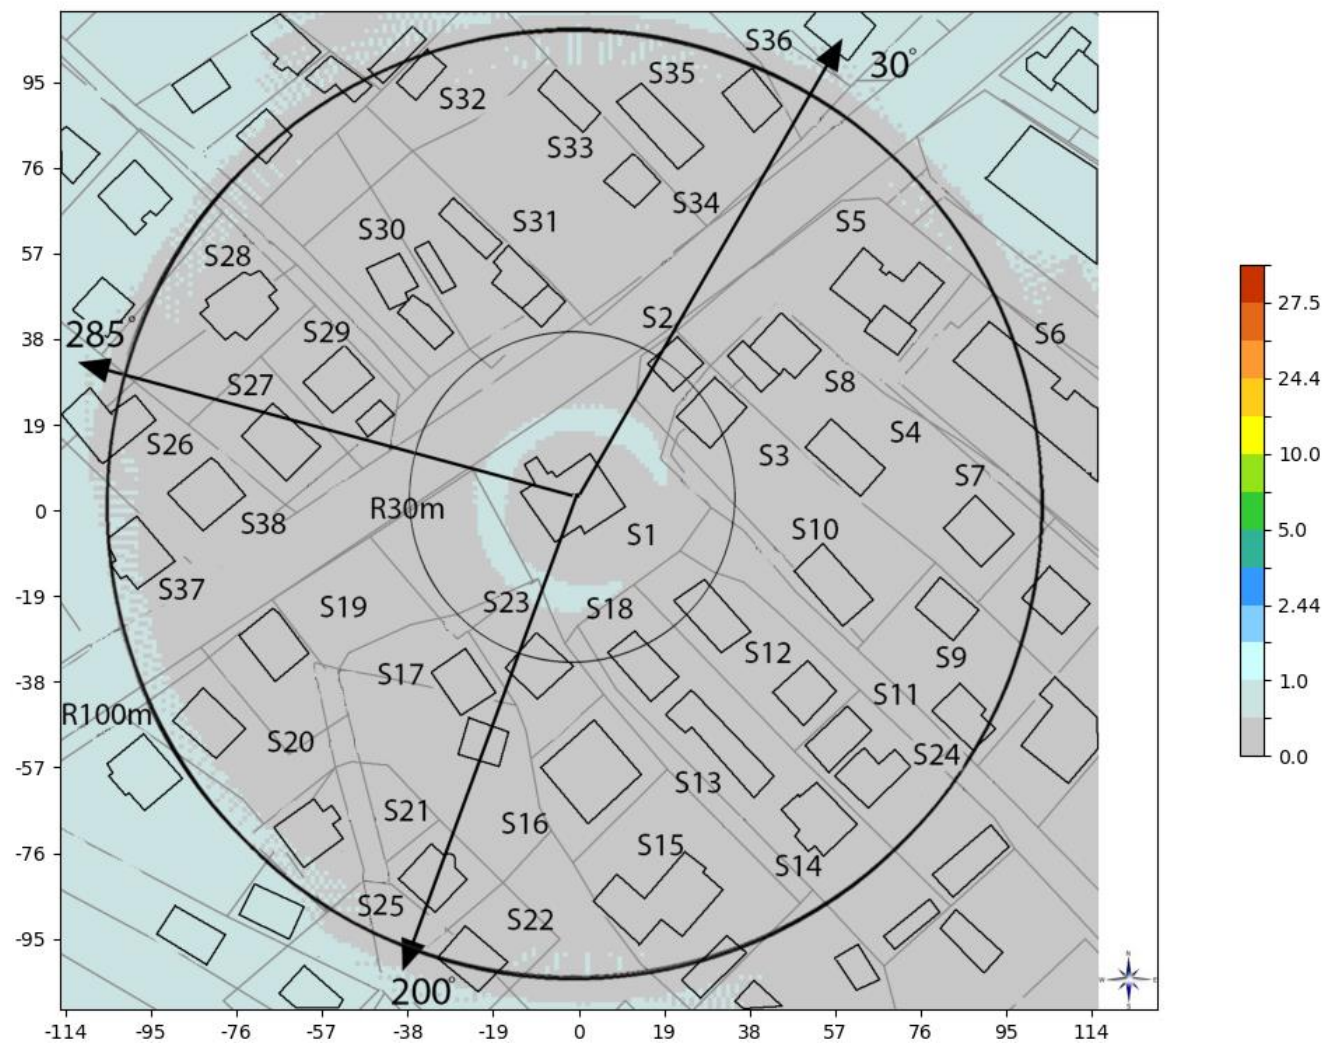 S36
30°
95
S35
S32
27.5
S33
76
S34
24.4
S30
S31
S5
57
S28
10.0
S2
285°
38
S29
S6
S27
S8
5.0
19
S26
S4
S3
S7
R30m
2.44
0
S38
S1
S10
S37
1.0
-19
S19
S23
S18
S12
S9
-38
S17
S11
0.0
R100m
S20
S24
-57
S13
S21
S16
S15
-76
S14
S25
S22
-95
200°
N
W
E
S
-114 -95 -76 -57 -38 -19 0 19 38 57 76 95 114